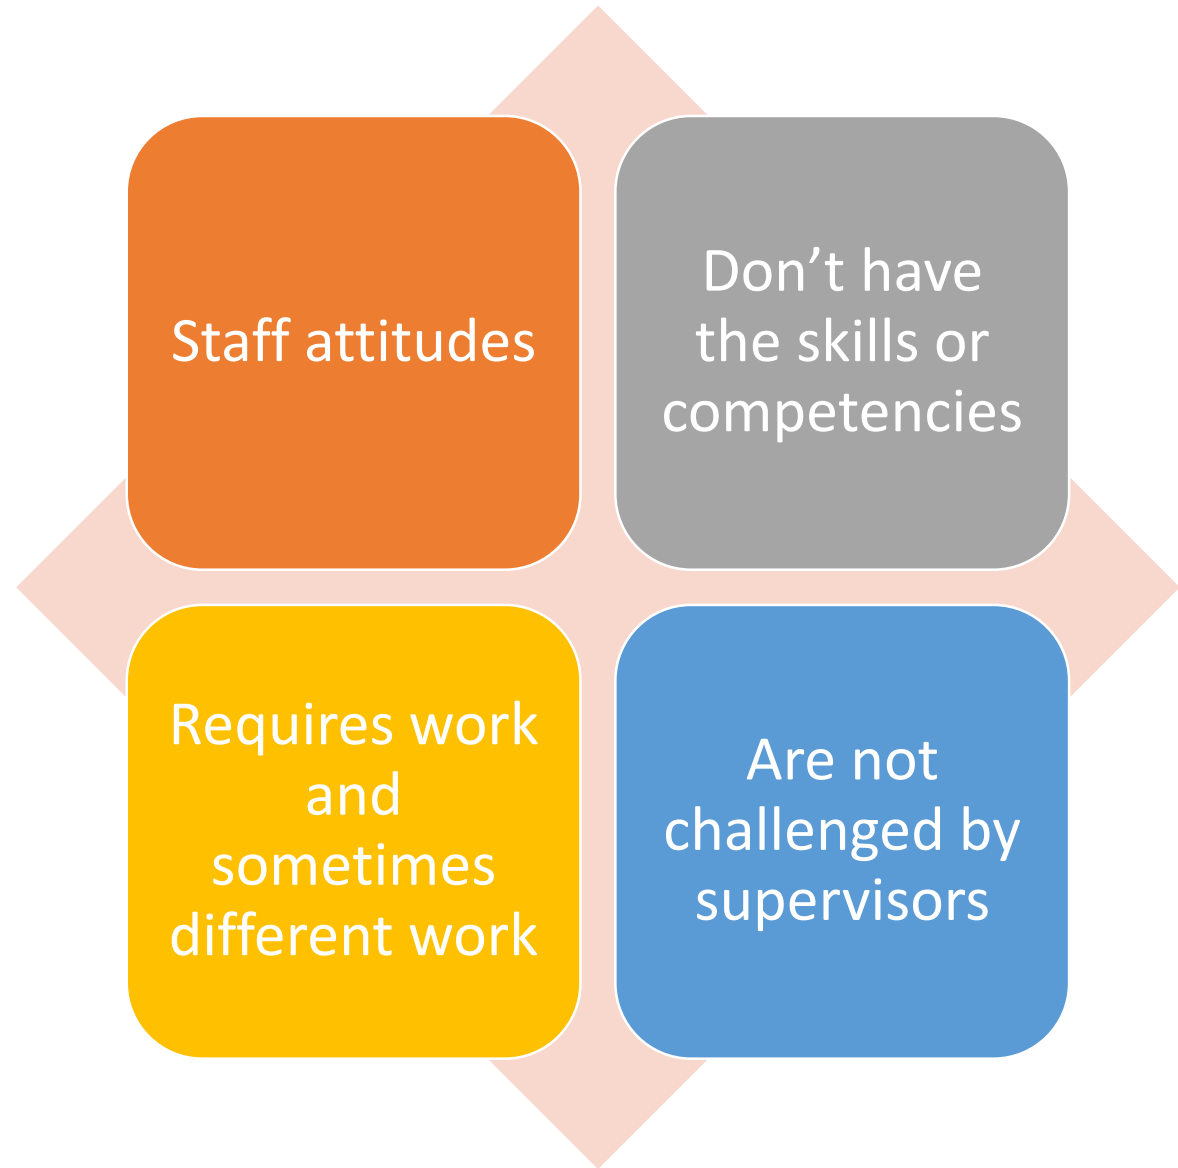 Staff attitudes
Don’t have
the skills or
competencies
Requires work
and
sometimes
different work
Are not
challenged by
supervisors